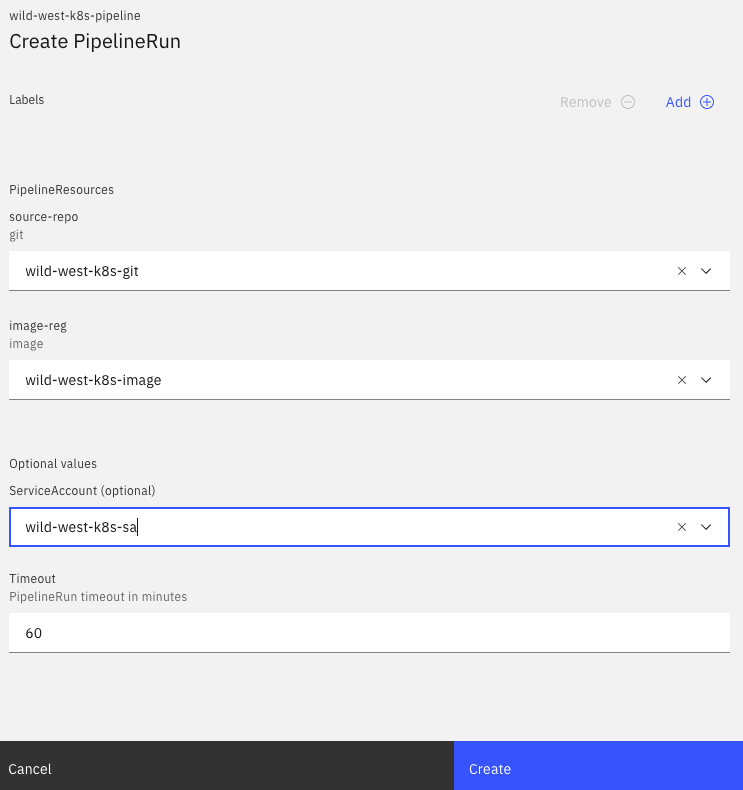 wild-west-k8s-pipeline
Create PipelineRun
Labels
Remove
Add
PipelineResources
source-repo
git
wild-west-k8s-git
image-reg
image
wild-west-k8s-image
Optional values
ServiceAccount (optional)
wild-west-k8s-sa
Timeout
PipelineRun timeout in minutes
60
Cancel
Create